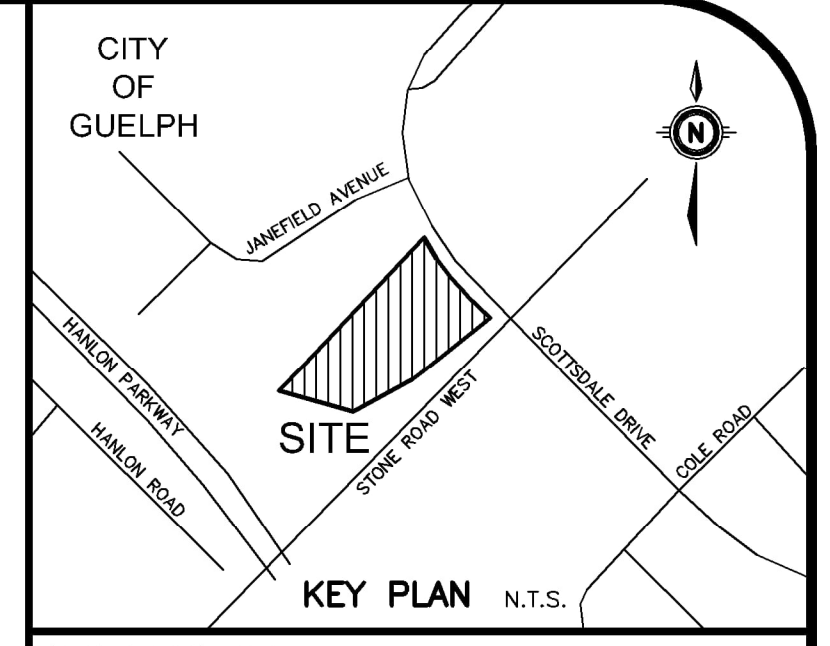 CITY
OF
GUELPH
N
JANEFIELD AVENUE
HANLON PARKWAY
HANLON ROAD
SITE
STONE ROAD WEST
SCOTTSDALE DRIVE
COLE ROAD
KEY PLAN N.T.S.